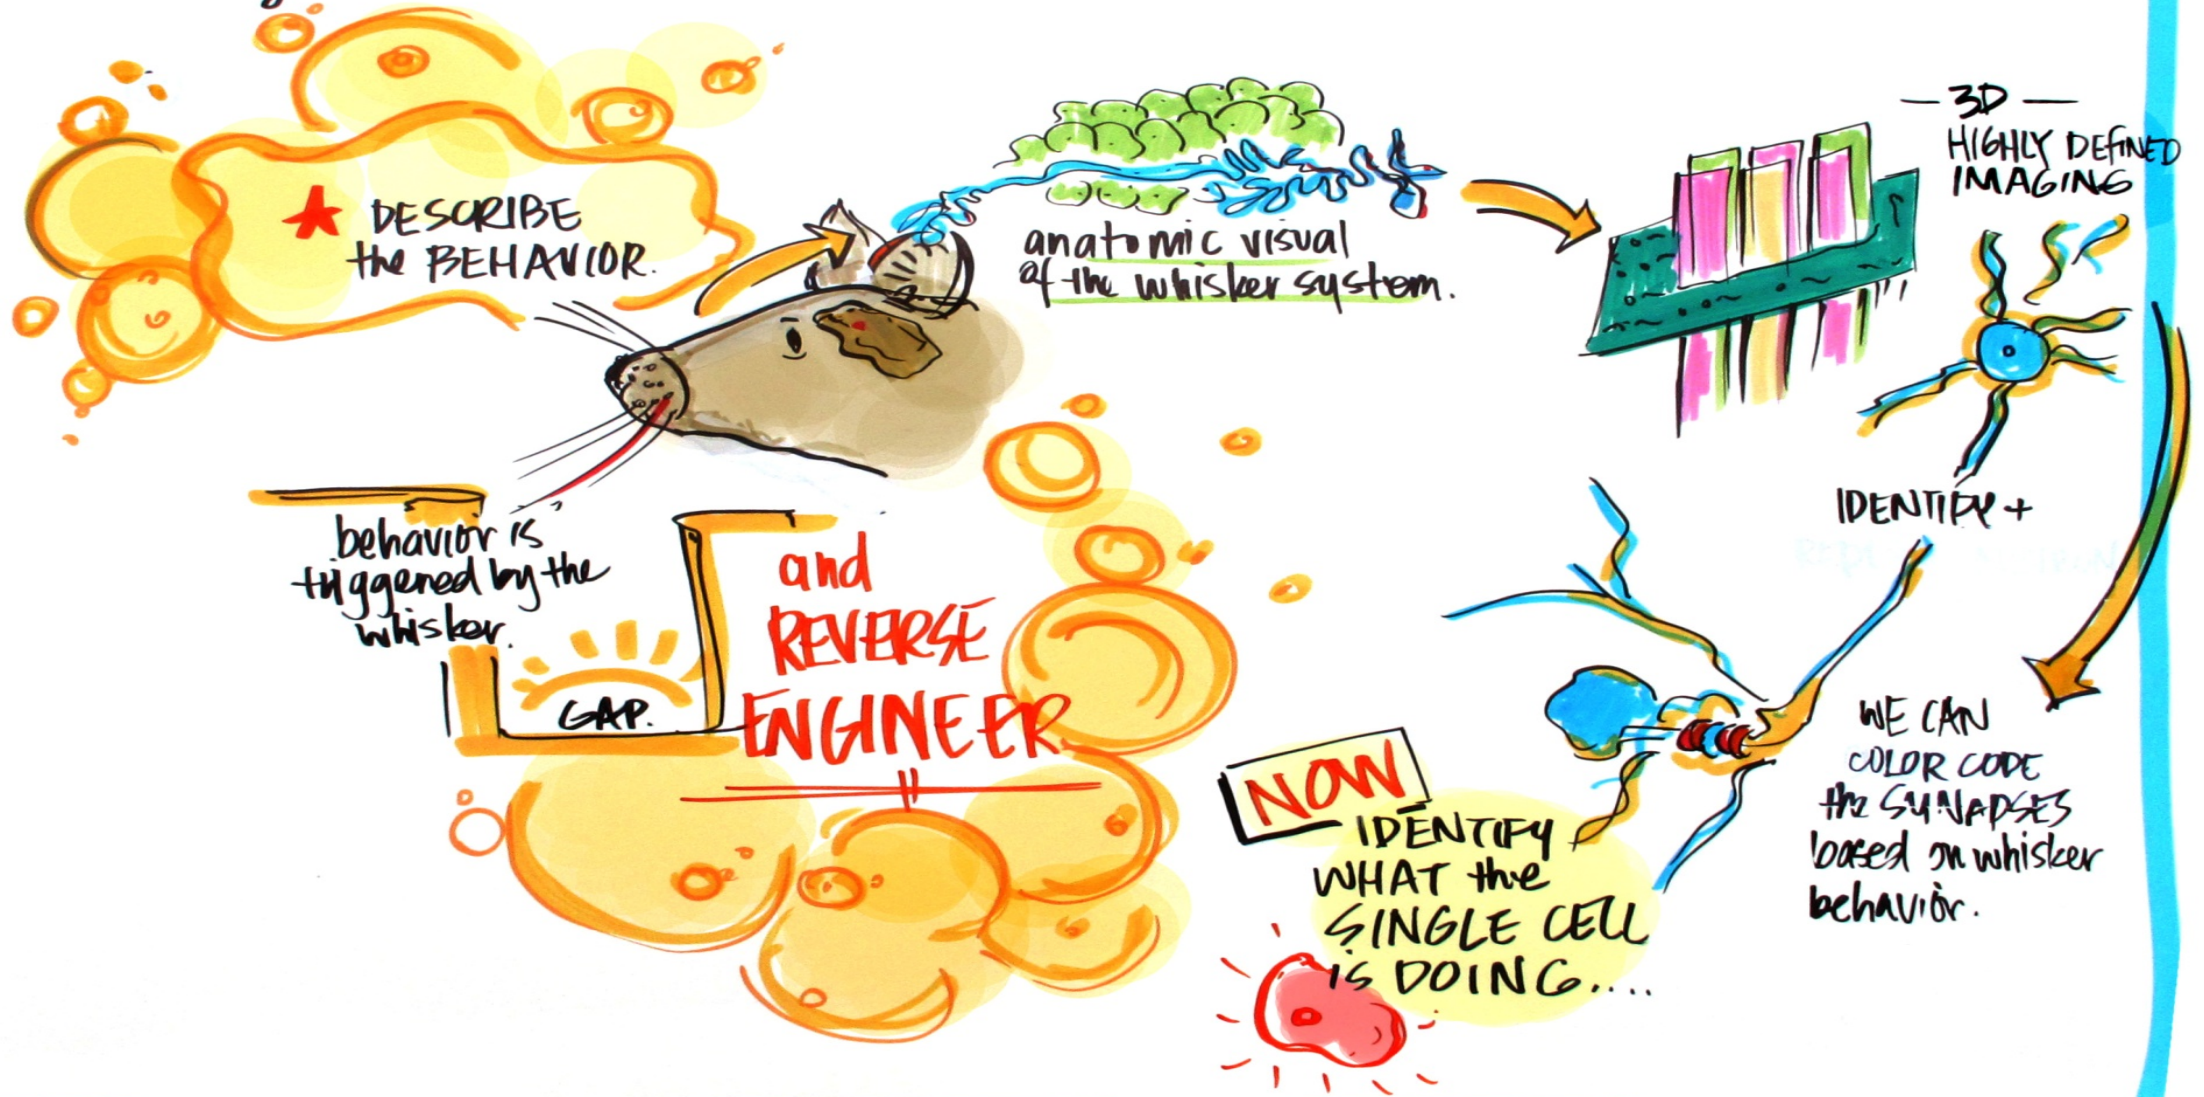 DESCRIBE
the BEHAVIOR.
anatomic visual
of the whisker system.
— 3D —
HIGHLY DEFINED
IMAGING
behavior is
triggered by the
whisker.
GAP.
and
REVERSE
ENGINEER
IDENTIFY +
WE CAN
COLOR CODE
the SYNAPSES
based on whisker
behavior.
NOW
IDENTIFY
WHAT the
SINGLE CELL
IS DOING....